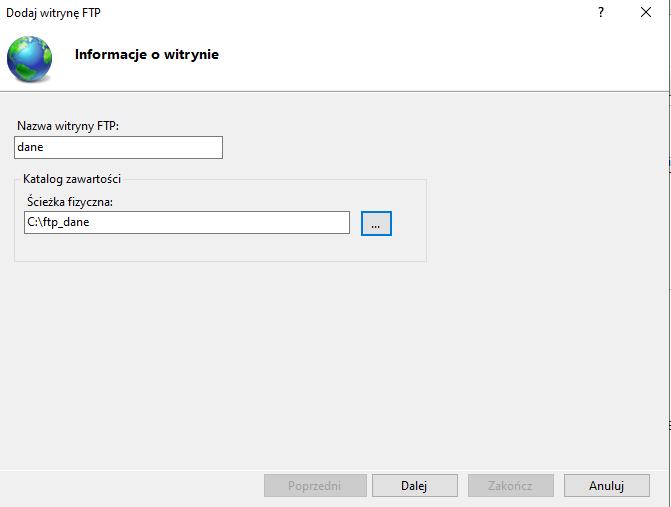 Dodaj witrynę FTP
?
Informacje o witrynie
Nazwa witryny FTP:
dane
Katalog zawartości
Ścieżka fizyczna:
C:\ftp_dane
...
Poprzedni Dalej Zakończ Anuluj